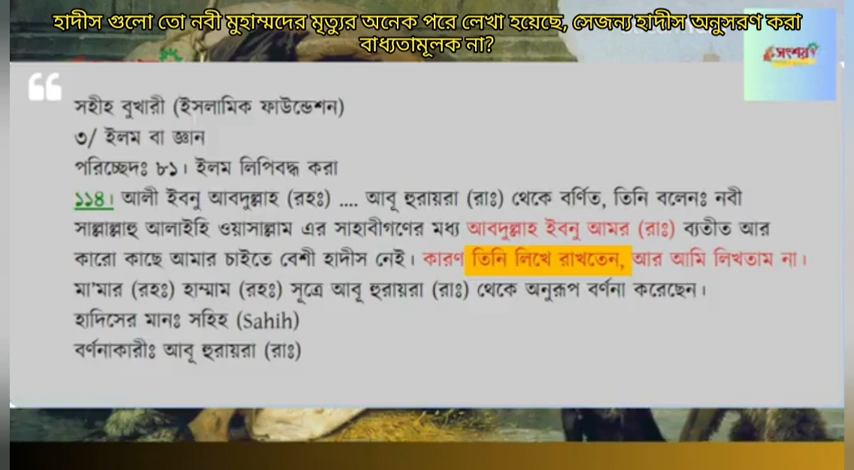 হাদীস গুলো তো নবী মুহাম্মদের মৃত্যুর অনেক পরে লেখা হয়েছে, সেজন্য হাদীস অনুসরণ করা
বাধ্যতামূলক না?
সংশয়
সহীহ বুখারী (ইসলামিক ফাউন্ডেশন)
৩/ ইলম বা জ্ঞান
পরিচ্ছেদঃ ৮১। ইলম লিপিবদ্ধ করা
১১৪। আলী ইবনু আবদুল্লাহ (রহঃ) .... আবূ হুরায়রা (রাঃ) থেকে বর্ণিত, তিনি বলেনঃ নবী
সাল্লাল্লাহু আলাইহি ওয়াসাল্লাম এর সাহাবীগণের মধ্য আবদুল্লাহ ইবনু আমর (রাঃ) ব্যতীত আর
কারো কাছে আমার চাইতে বেশী হাদীস নেই। কারণ তিনি লিখে রাখতেন, আর আমি লিখতাম না।
মা'মার (রহঃ) হাম্মাম (রহঃ) সূত্রে আবূ হুরায়রা (রাঃ) থেকে অনুরূপ বর্ণনা করেছেন।
হাদিসের মানঃ সহিহ (Sahih)
বর্ণনাকারীঃ আবূ হুরায়রা (রাঃ)